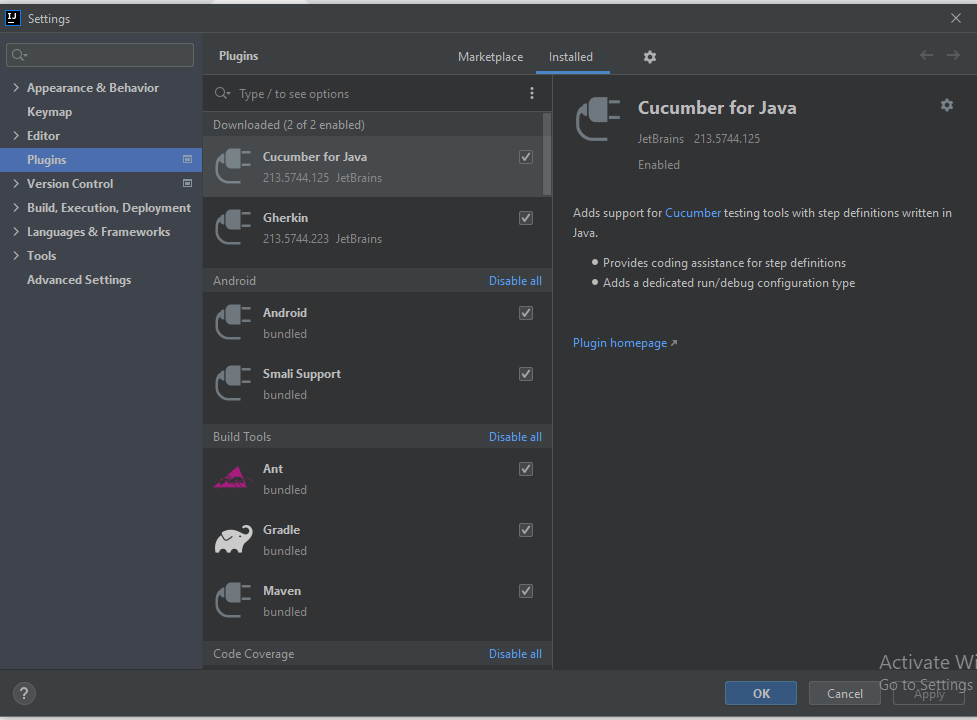 IJ Settings
Appearance & Behavior
Keymap
Editor
Plugins
Version Control
Build, Execution, Deployment
Languages & Frameworks
Tools
Advanced Settings
Plugins
Marketplace Installed
Type / to see options
Downloaded (2 of 2 enabled)
Cucumber for Java
213.5744.125 JetBrains
Gherkin
213.5744.223 JetBrains
Android Disable all
Android
bundled
Smali Support
bundled
Build Tools Disable all
Ant
bundled
Gradle
bundled
Maven
bundled
Code Coverage Disable all
Cucumber for Java
JetBrains 213.5744.125
Enabled
Adds support for Cucumber testing tools with step definitions written in
Java.
• Provides coding assistance for step definitions
• Adds a dedicated run/debug configuration type
Plugin homepage ↗
Activate Wi
Go to Settings
? OK Cancel Apply